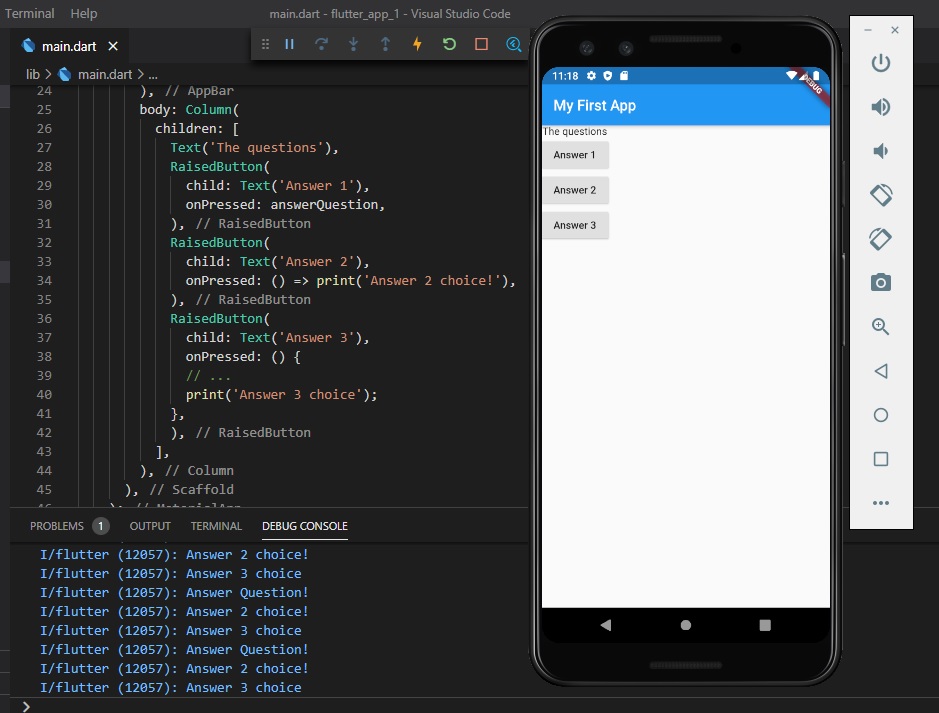 Terminal Help main.dart - flutter_app_1 - Visual Studio Code
main.dart
lib > main.dart > ...
24 ), // AppBar
25 body: Column(
26 children: [
27 Text('The questions'),
28 RaisedButton(
29 child: Text('Answer 1'),
30 onPressed: answerQuestion,
31 ), // RaisedButton
32 RaisedButton(
33 child: Text('Answer 2'),
34 onPressed: () => print('Answer 2 choice!'),
35 ), // RaisedButton
36 RaisedButton(
37 child: Text('Answer 3'),
38 onPressed: () {
39 // ...
40 print('Answer 3 choice');
41 },
42 ), // RaisedButton
43 ],
44 ), // Column
45 ), // Scaffold
46 ); // MaterialApp
PROBLEMS 1 OUTPUT TERMINAL DEBUG CONSOLE
I/flutter (12057): Answer 2 choice!
I/flutter (12057): Answer 3 choice
I/flutter (12057): Answer Question!
I/flutter (12057): Answer 2 choice!
I/flutter (12057): Answer 3 choice
I/flutter (12057): Answer Question!
I/flutter (12057): Answer 2 choice!
I/flutter (12057): Answer 3 choice
11:18
DEBUG
My First App
The questions
Answer 1
Answer 2
Answer 3